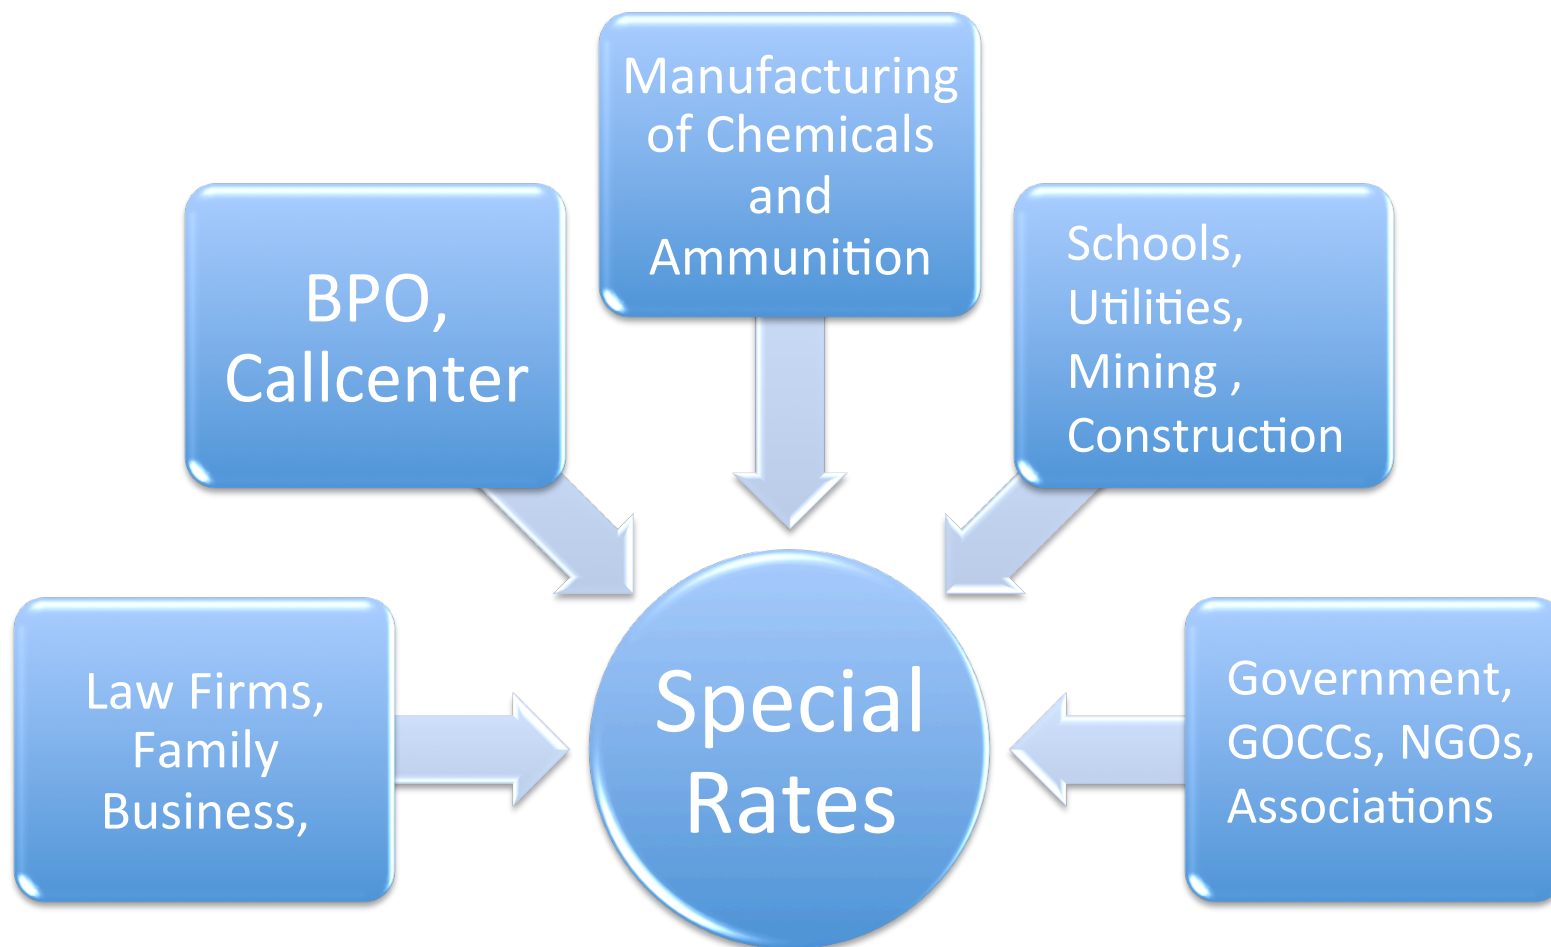 Manufacturing
of Chemicals
and
Ammunition
BPO,
Callcenter
Schools,
Utilities,
Mining ,
Construction
Law Firms,
Family
Business,
Special
Rates
Government,
GOCCs, NGOs,
Associations